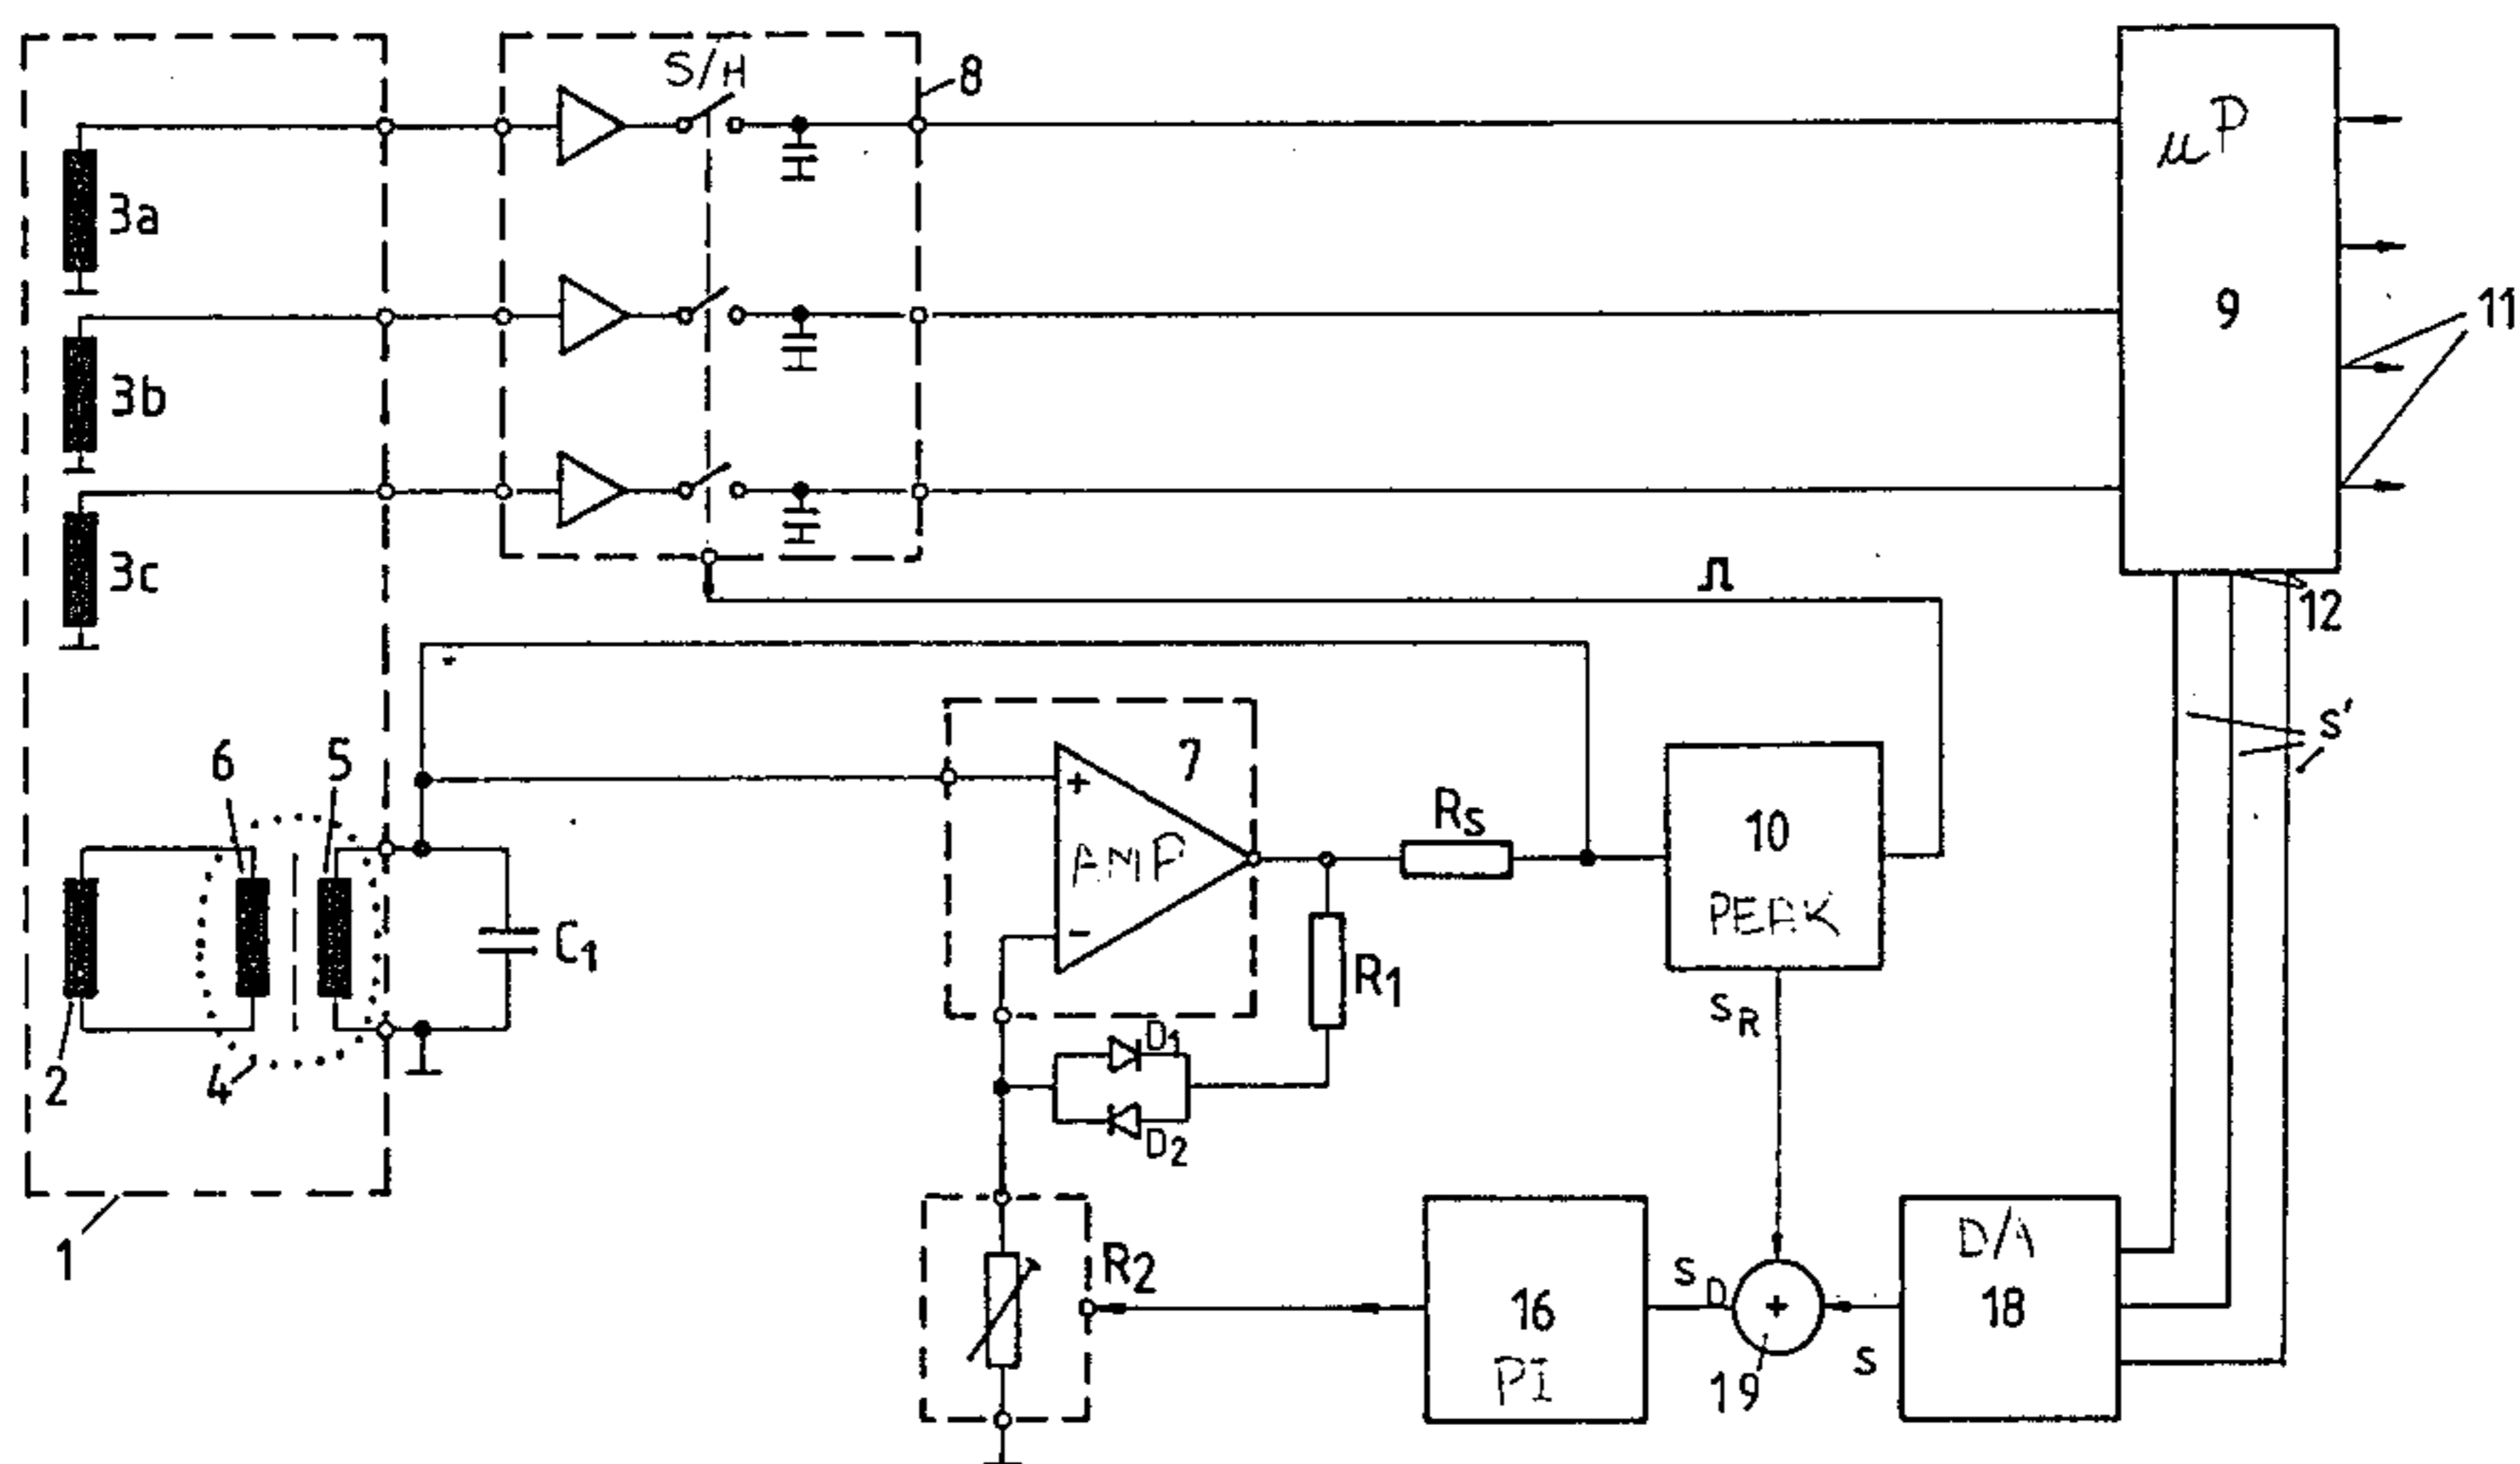 S/H
8
µP
3a
9
11
3b
3c
12
S'
6
5
7
+
AMP
-
RS
10
PEAK
C1
R1
SR
2
4
D1
D2
1
R2
16
PI
SD
+
19
S
D/A
18